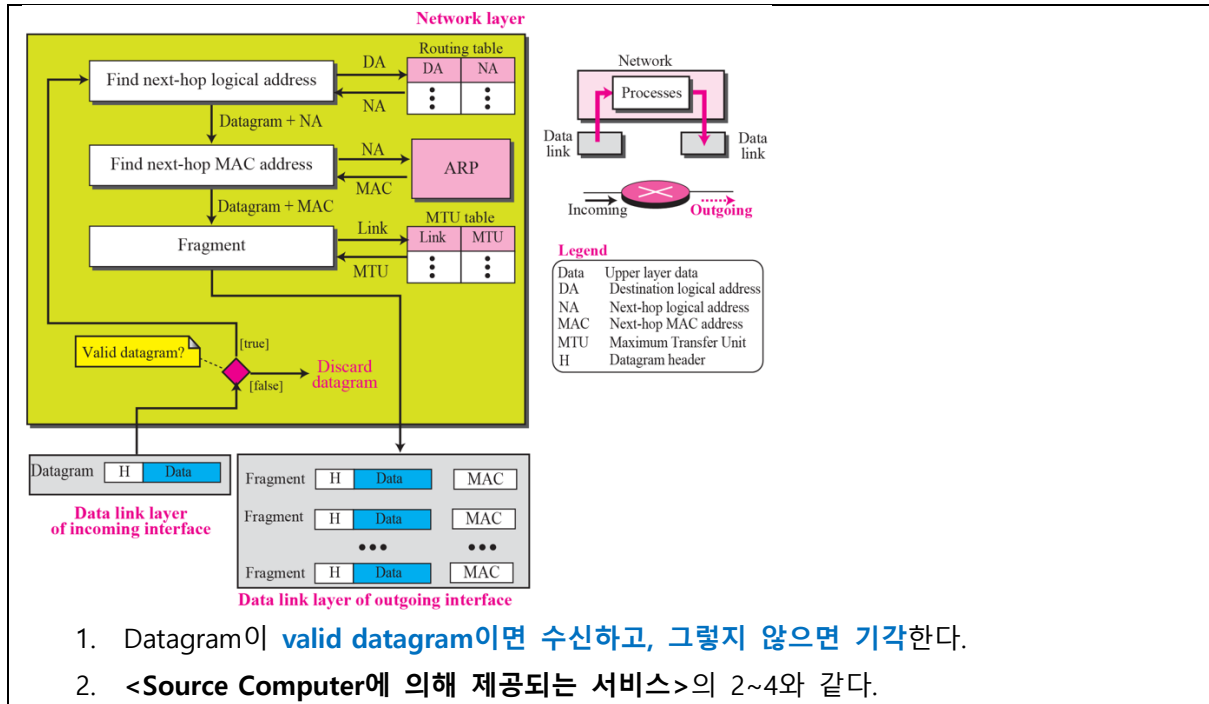 Network layer
Routing table
Find next-hop logical address
DA
DA NA
NA
Datagram + NA
Find next-hop MAC address
NA
MAC
ARP
Datagram + MAC
MTU table
Fragment
Link
Link MTU
MTU
Valid datagram?
[true]
[false]
Discard
datagram
Datagram H Data
Data link layer
of incoming interface
Fragment H Data MAC
Fragment H Data MAC
Fragment H Data MAC
Data link layer of outgoing interface
Network
Processes
Data
link
Data
link
Incoming
Outgoing
Legend
Data Upper layer data
DA Destination logical address
NA Next-hop logical address
MAC Next-hop MAC address
MTU Maximum Transfer Unit
H Datagram header
1. Datagram이 valid datagram이면 수신하고, 그렇지 않으면 기각한다.
2. <Source Computer에 의해 제공되는 서비스>의 2~4와 같다.